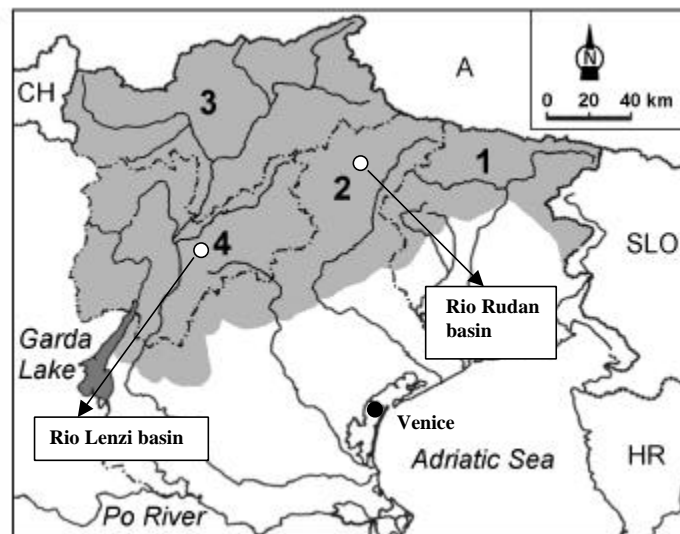 A
N
0 20 40 km
CH
3
1
2
SLO
4
Rio Rudan
basin
Garda
Lake
Rio Lenzi basin
Venice
Adriatic Sea
HR
Po River